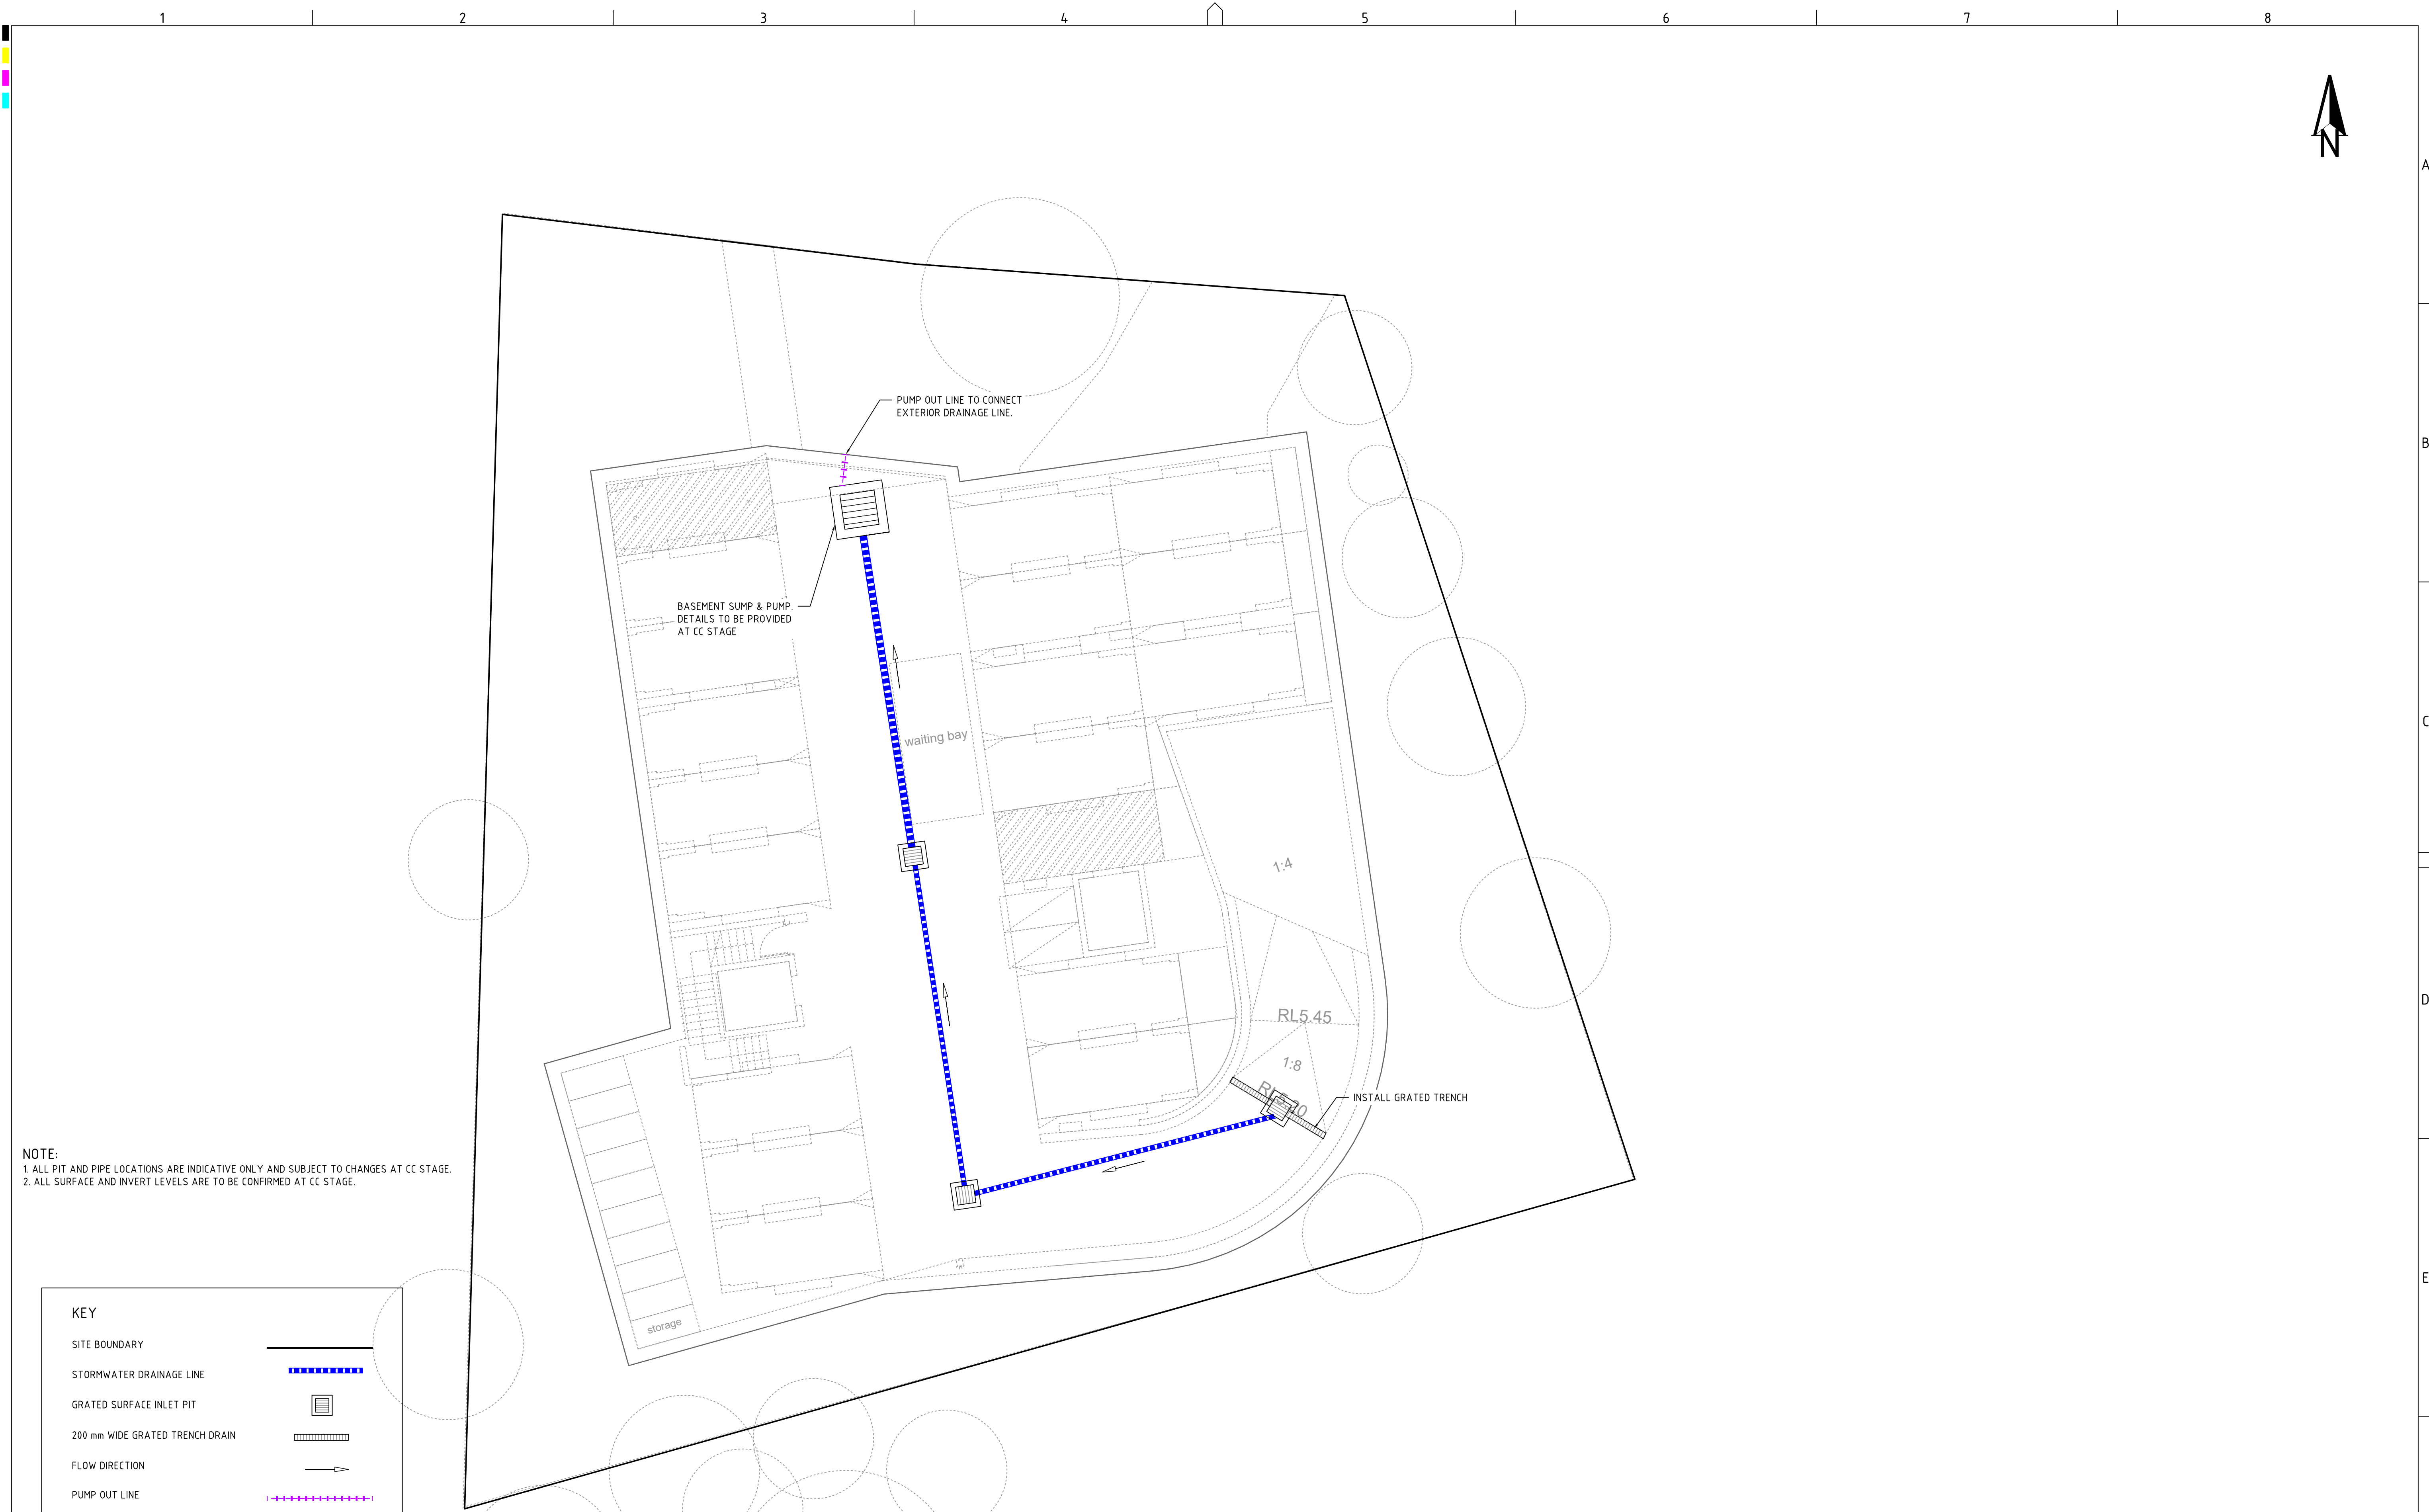 1 2 3 4 5 6 7 8
A
N
B
PUMP OUT LINE TO CONNECT
EXTERIOR DRAINAGE LINE.
BASEMENT SUMP & PUMP.
DETAILS TO BE PROVIDED
AT CC STAGE
C
waiting bay
1:4
D
RL5.45
1:8
INSTALL GRATED TRENCH
NOTE:
1. ALL PIT AND PIPE LOCATIONS ARE INDICATIVE ONLY AND SUBJECT TO CHANGES AT CC STAGE.
2. ALL SURFACE AND INVERT LEVELS ARE TO BE CONFIRMED AT CC STAGE.
E
storage
KEY
SITE BOUNDARY
STORMWATER DRAINAGE LINE
GRATED SURFACE INLET PIT
200 mm WIDE GRATED TRENCH DRAIN
FLOW DIRECTION
PUMP OUT LINE